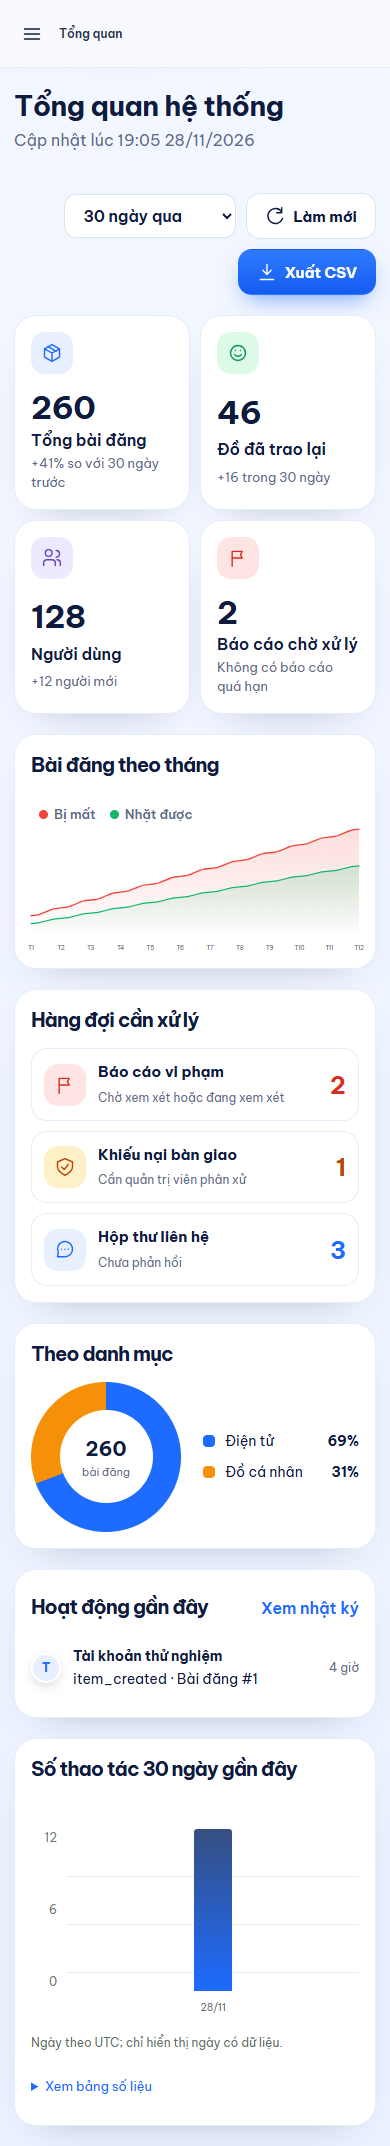 Tổng quan
Tổng quan hệ thống
Cập nhật lúc 19:05 28/11/2026
30 ngày qua
Làm mới
Xuất CSV
260
Tổng bài đăng
+41% so với 30 ngày
trước
46
Đồ đã trao lại
+16 trong 30 ngày
128
Người dùng
+12 người mới
2
Báo cáo chờ xử lý
Không có báo cáo
quá hạn
Bài đăng theo tháng
Bị mất
Nhặt được
T1 T2 T3 T4 T5 T6 T7 T8 T9 T10 T11 T12
Hàng đợi cần xử lý
Báo cáo vi phạm
Chờ xem xét hoặc đang xem xét
2
Khiếu nại bàn giao
Cần quản trị viên phân xử
1
Hộp thư liên hệ
Chưa phản hồi
3
Theo danh mục
260
bài đăng
Điện tử 69%
Đồ cá nhân 31%
Hoạt động gần đây
Xem nhật ký
T
Tài khoản thử nghiệm
item_created · Bài đăng #1
4 giờ
Số thao tác 30 ngày gần đây
12
6
0
28/11
Ngày theo UTC; chỉ hiển thị ngày có dữ liệu.
Xem bảng số liệu